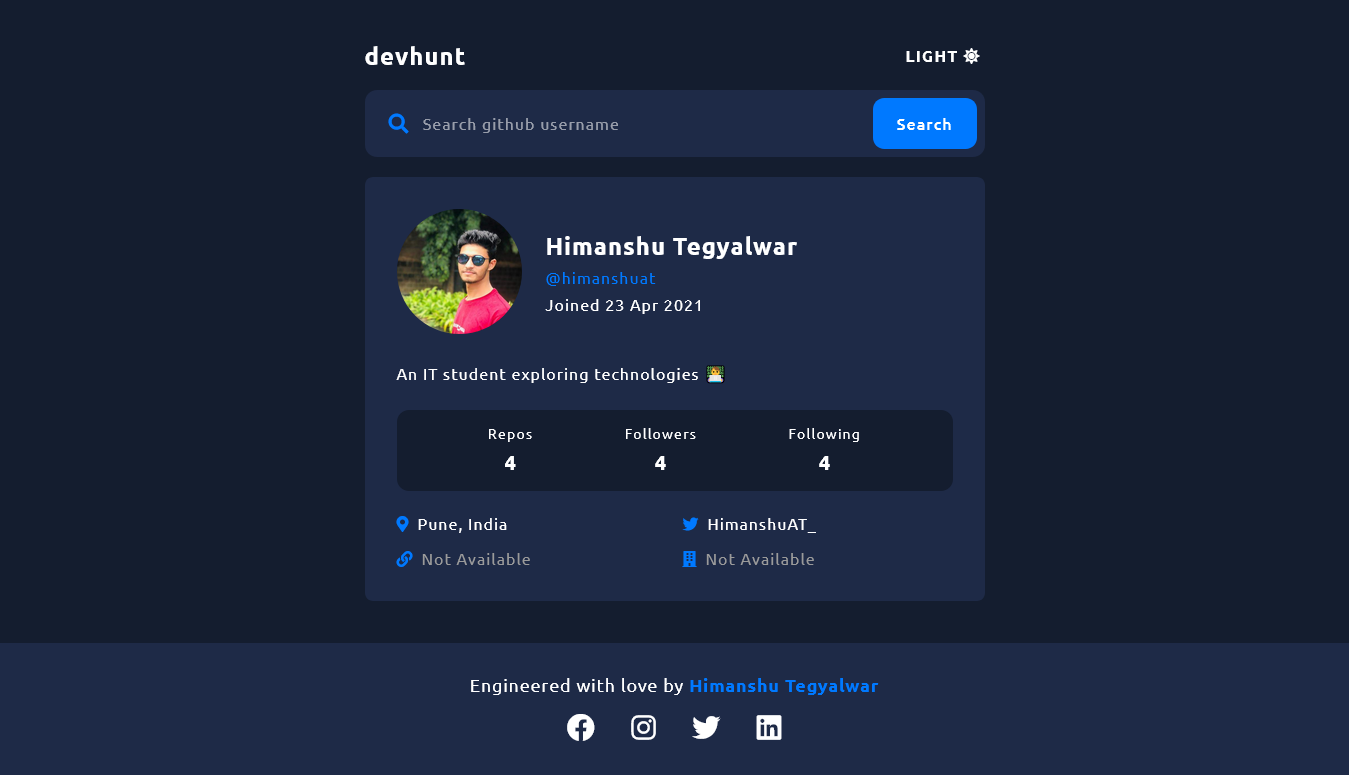 devhunt
LIGHT
Search github username
Search
Himanshu Tegyalwar
@himanshuat
Joined 23 Apr 2021
An IT student exploring technologies 👨‍💻
Repos Followers Following
4 4 4
Pune, India HimanshuAT_
Not Available Not Available
Engineered with love by Himanshu Tegyalwar